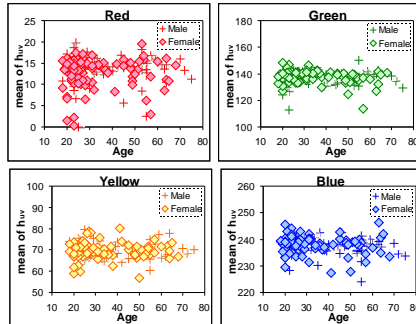 Red
mean of huv
25
20
15
10
5
0
10 20 30 40 50 60 70 80
Age
Male
Female
Green
mean of huv
180
160
140
120
100
10 20 30 40 50 60 70 80
Age
Male
Female
Yellow
mean of huv
100
90
80
70
60
50
10 20 30 40 50 60 70 80
Age
Male
Female
Blue
mean of huv
260
250
240
230
220
10 20 30 40 50 60 70 80
Age
Male
Female